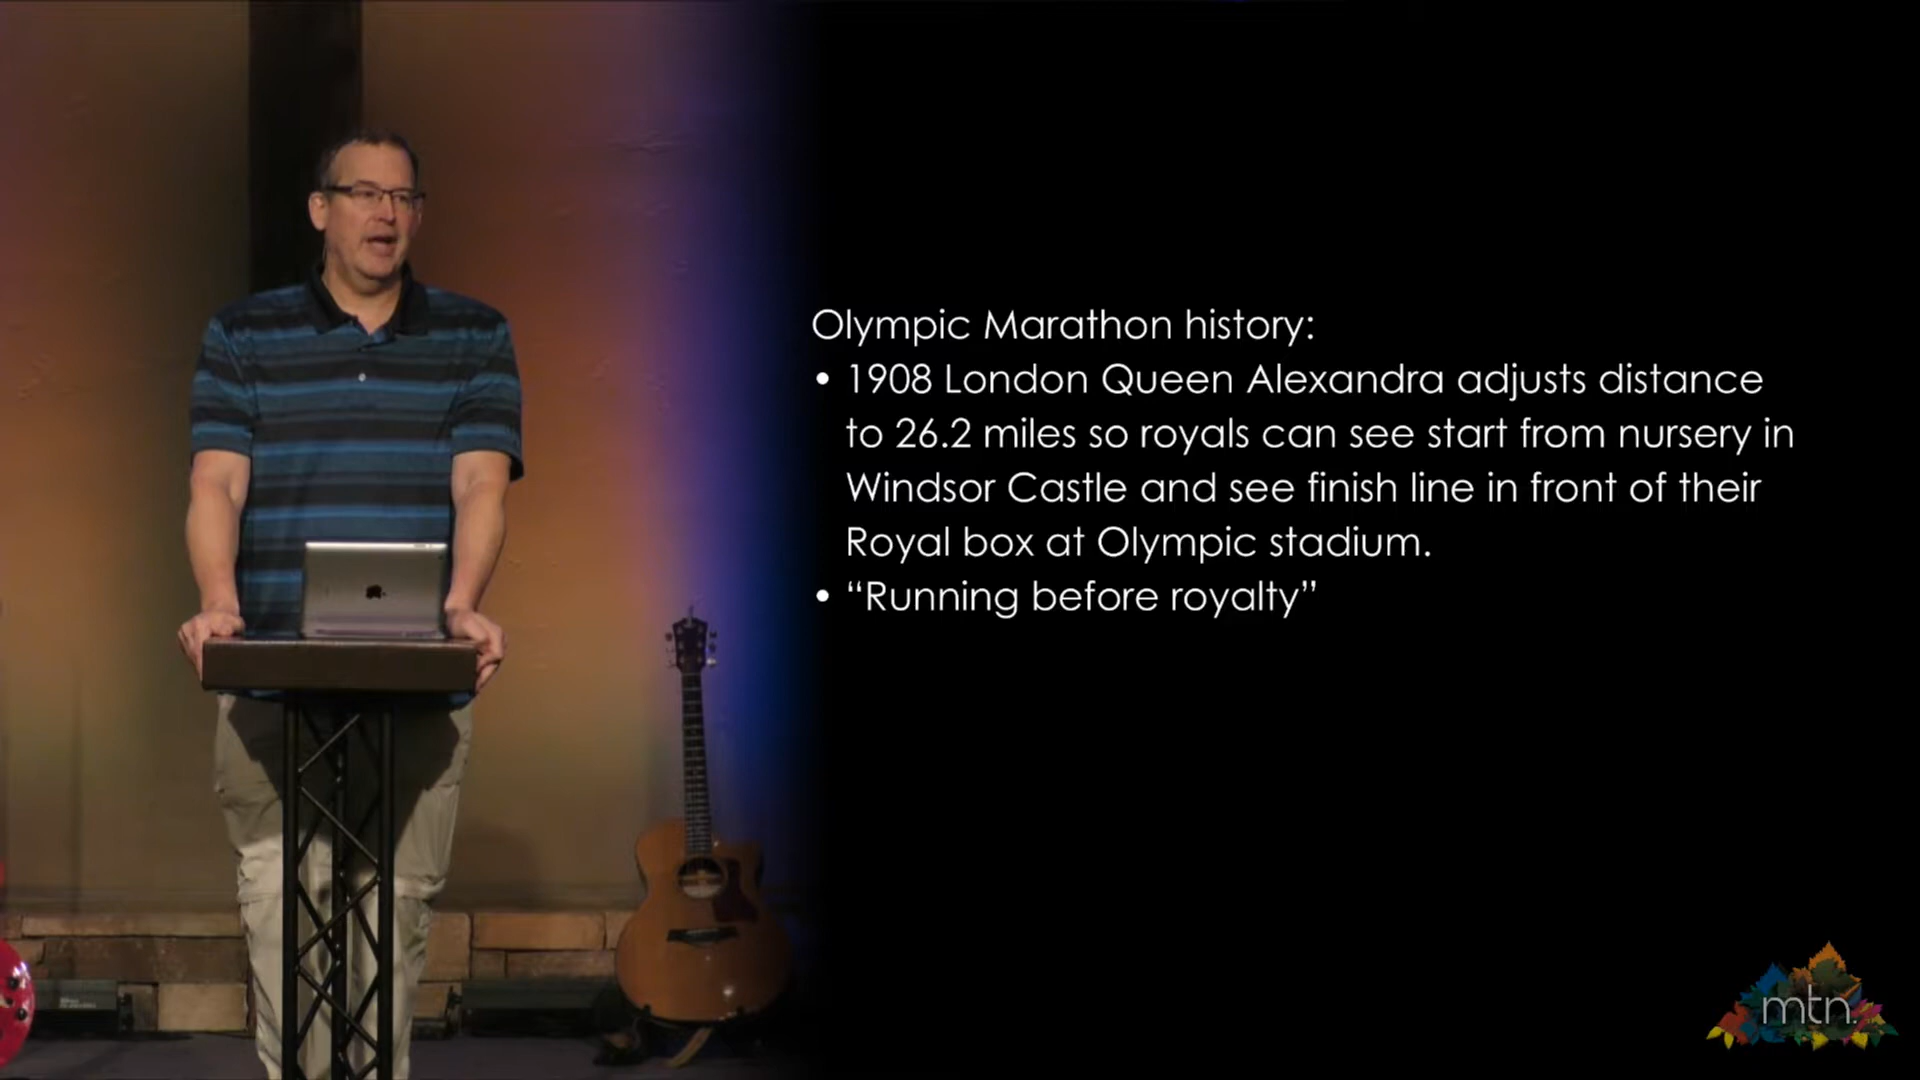 Olympic Marathon history:
• 1908 London Queen Alexandra adjusts distance
to 26.2 miles so royals can see start from nursery in
Windsor Castle and see finish line in front of their
Royal box at Olympic stadium.
• “Running before royalty”
mtn.